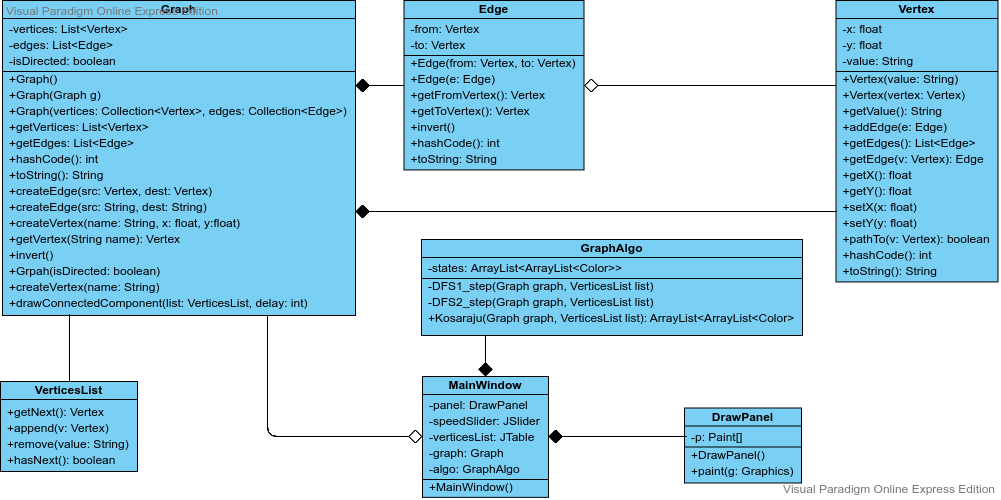 Visual Paradigm Online Express Edition
Graph
-vertices: List<Vertex>
-edges: List<Edge>
-isDirected: boolean
+Graph()
+Graph(Graph g)
+Graph(vertices: Collection<Vertex>, edges: Collection<Edge>)
+getVertices: List<Vertex>
+getEdges: List<Edge>
+hashCode(): int
+toString(): String
+createEdge(src: Vertex, dest: Vertex)
+createEdge(src: String, dest: String)
+createVertex(name: String, x: float, y:float)
+getVertex(String name): Vertex
+invert()
+Grpah(isDirected: boolean)
+createVertex(name: String)
+drawConnectedComponent(list: VerticesList, delay: int)
Edge
-from: Vertex
-to: Vertex
+Edge(from: Vertex, to: Vertex)
+Edge(e: Edge)
+getFromVertex(): Vertex
+getToVertex(): Vertex
+invert()
+hashCode(): int
+toString: String
Vertex
-x: float
-y: float
-value: String
+Vertex(value: String)
+Vertex(vertex: Vertex)
+getValue(): String
+addEdge(e: Edge)
+getEdges(): List<Edge>
+getEdge(v: Vertex): Edge
+getX(): float
+getY(): float
+setX(x: float)
+setY(y: float)
+pathTo(v: Vertex): boolean
+hashCode(): int
+toString(): String
GraphAlgo
-states: ArrayList<ArrayList<Color>>
-DFS1_step(Graph graph, VerticesList list)
-DFS2_step(Graph graph, VerticesList list)
+Kosaraju(Graph graph, VerticesList list): ArrayList<ArrayList<Color>
VerticesList
+getNext(): Vertex
+append(v: Vertex)
+remove(value: String)
+hasNext(): boolean
MainWindow
-panel: DrawPanel
-speedSlider: JSlider
-verticesList: JTable
-graph: Graph
-algo: GraphAlgo
+MainWindow()
DrawPanel
-p: Paint[]
+DrawPanel()
+paint(g: Graphics)
Visual Paradigm Online Express Edition